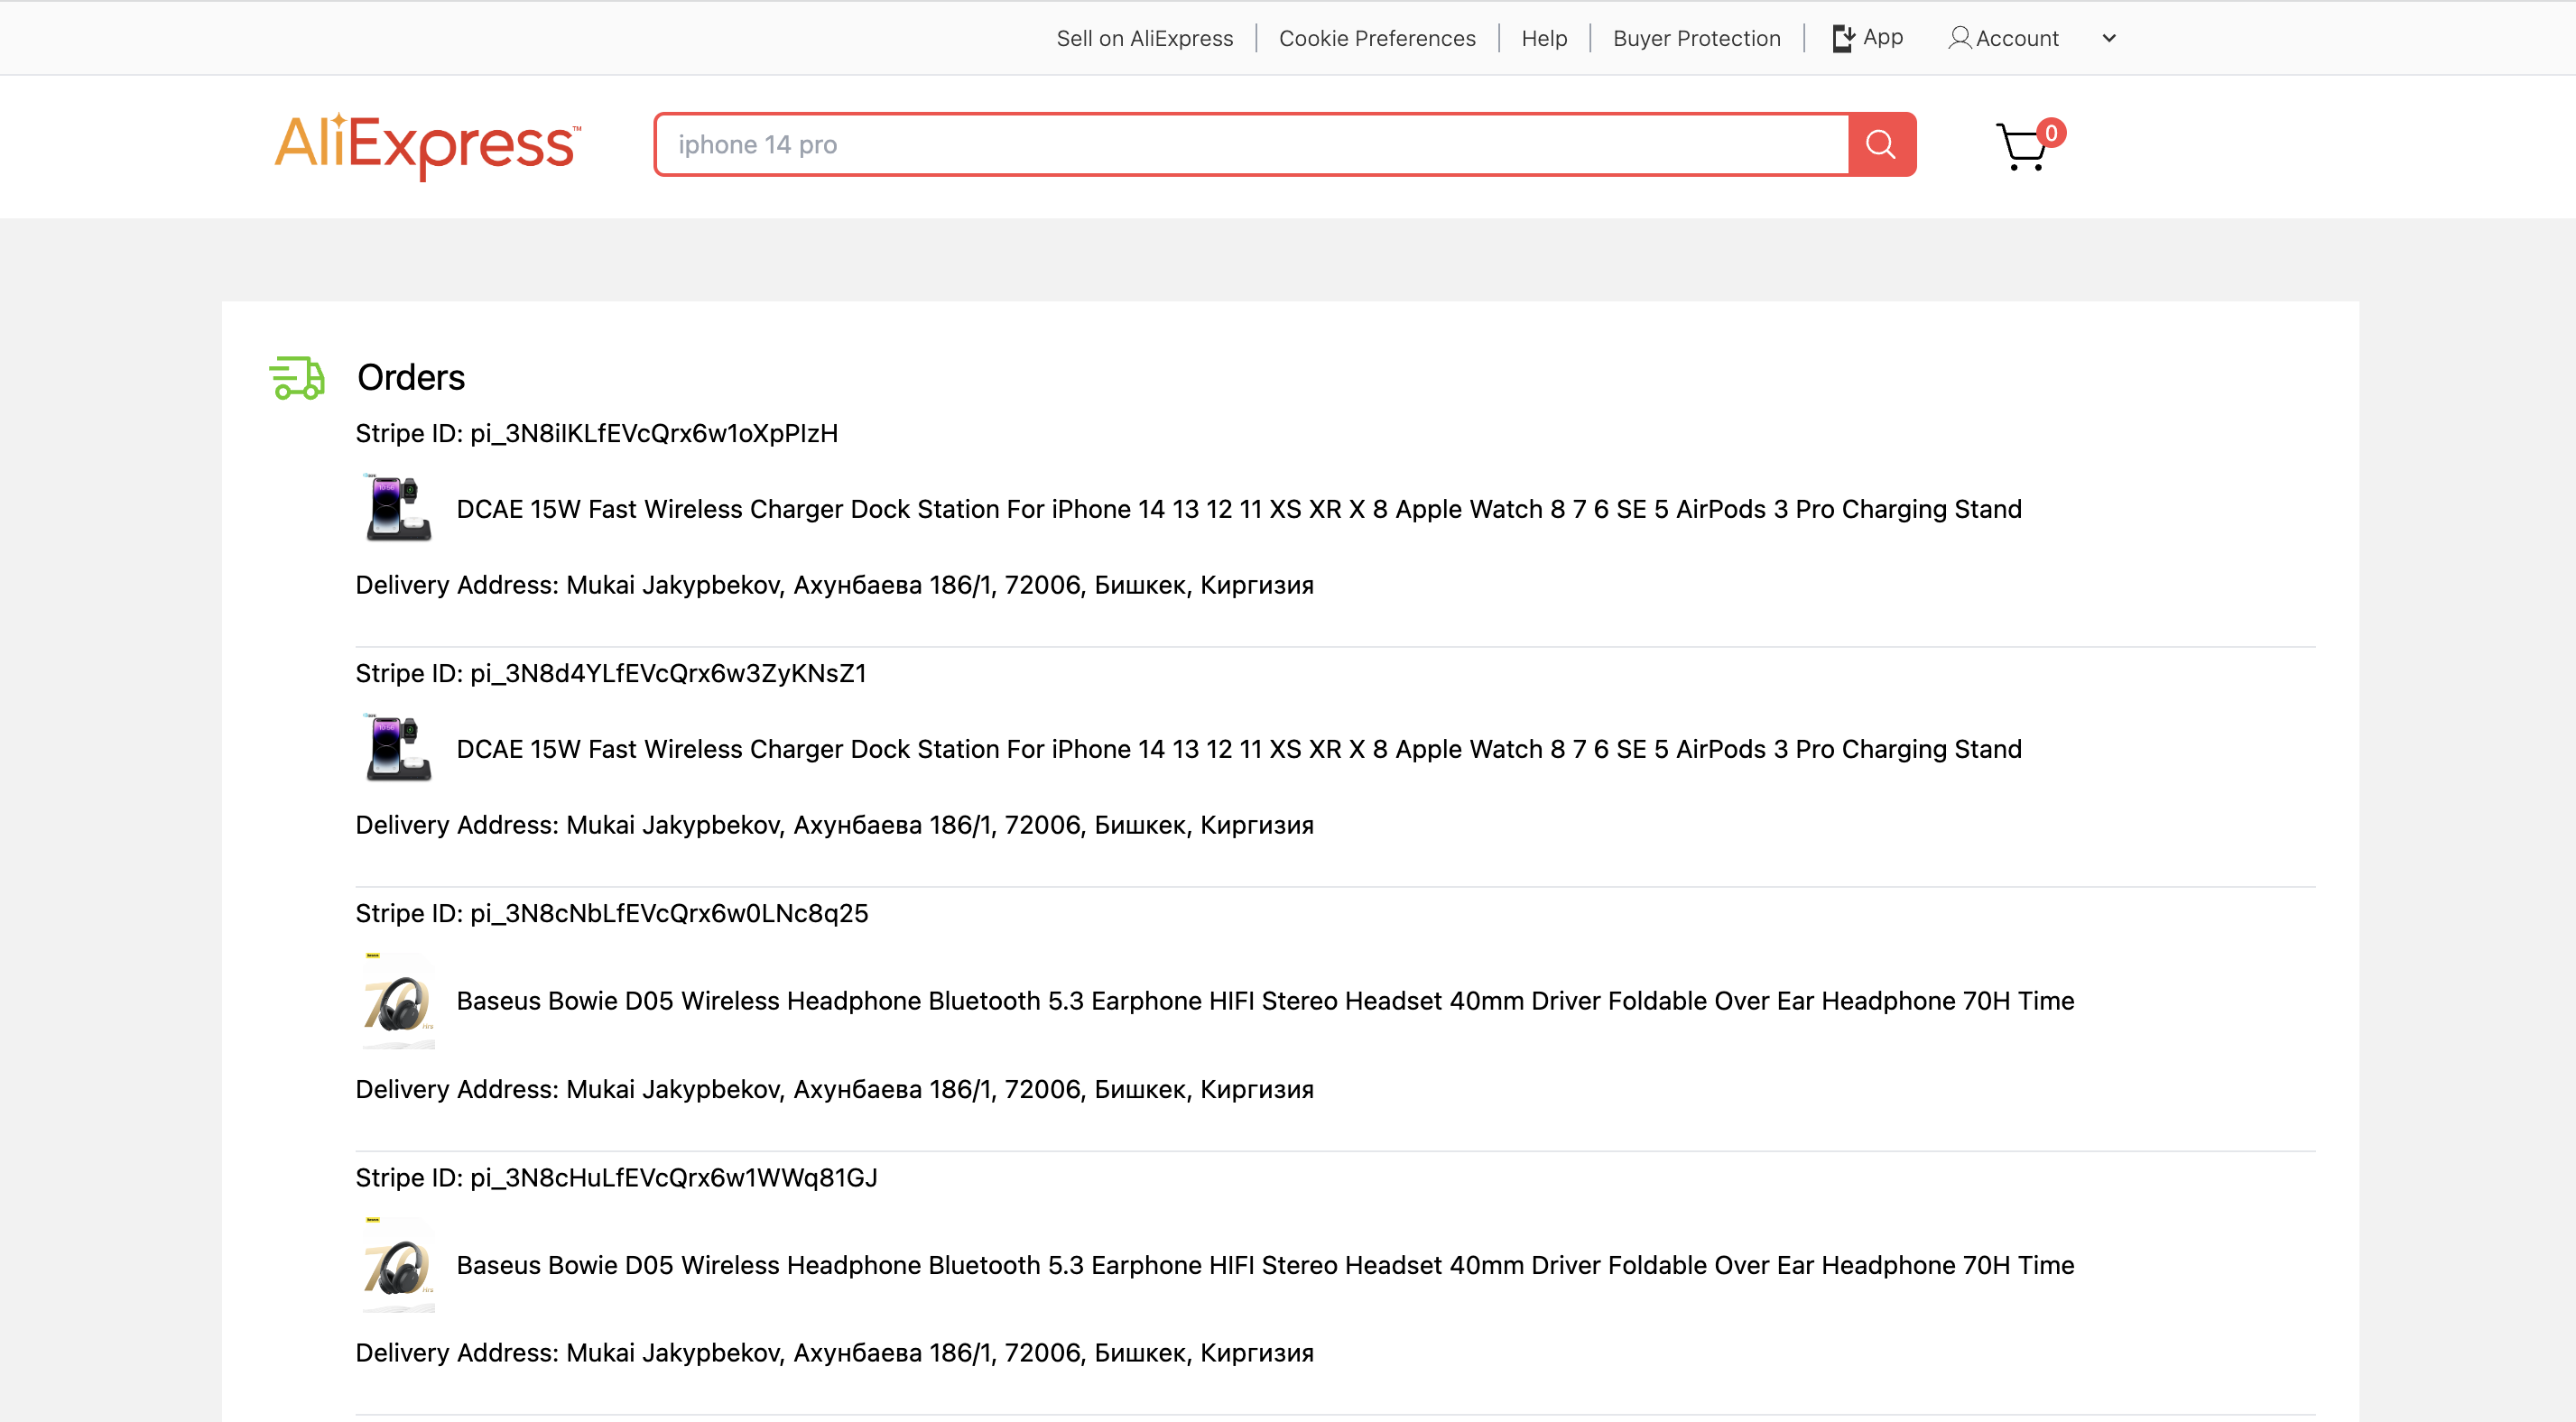 Sell on AliExpress | Cookie Preferences | Help | Buyer Protection | App Account
AliExpress™ iphone 14 pro 0
Orders
Stripe ID: pi_3N8iIKLfEVcQrx6w1oXpPIzH
DCAE 15W Fast Wireless Charger Dock Station For iPhone 14 13 12 11 XS XR X 8 Apple Watch 8 7 6 SE 5 AirPods 3 Pro Charging Stand
Delivery Address: Mukai Jakypbekov, Ахунбаева 186/1, 72006, Бишкек, Киргизия
Stripe ID: pi_3N8d4YLfEVcQrx6w3ZyKNsZ1
DCAE 15W Fast Wireless Charger Dock Station For iPhone 14 13 12 11 XS XR X 8 Apple Watch 8 7 6 SE 5 AirPods 3 Pro Charging Stand
Delivery Address: Mukai Jakypbekov, Ахунбаева 186/1, 72006, Бишкек, Киргизия
Stripe ID: pi_3N8cNbLfEVcQrx6w0LNc8q25
70
Baseus Bowie D05 Wireless Headphone Bluetooth 5.3 Earphone HIFI Stereo Headset 40mm Driver Foldable Over Ear Headphone 70H Time
Delivery Address: Mukai Jakypbekov, Ахунбаева 186/1, 72006, Бишкек, Киргизия
Stripe ID: pi_3N8cHuLfEVcQrx6w1WWq81GJ
70
Baseus Bowie D05 Wireless Headphone Bluetooth 5.3 Earphone HIFI Stereo Headset 40mm Driver Foldable Over Ear Headphone 70H Time
Delivery Address: Mukai Jakypbekov, Ахунбаева 186/1, 72006, Бишкек, Киргизия